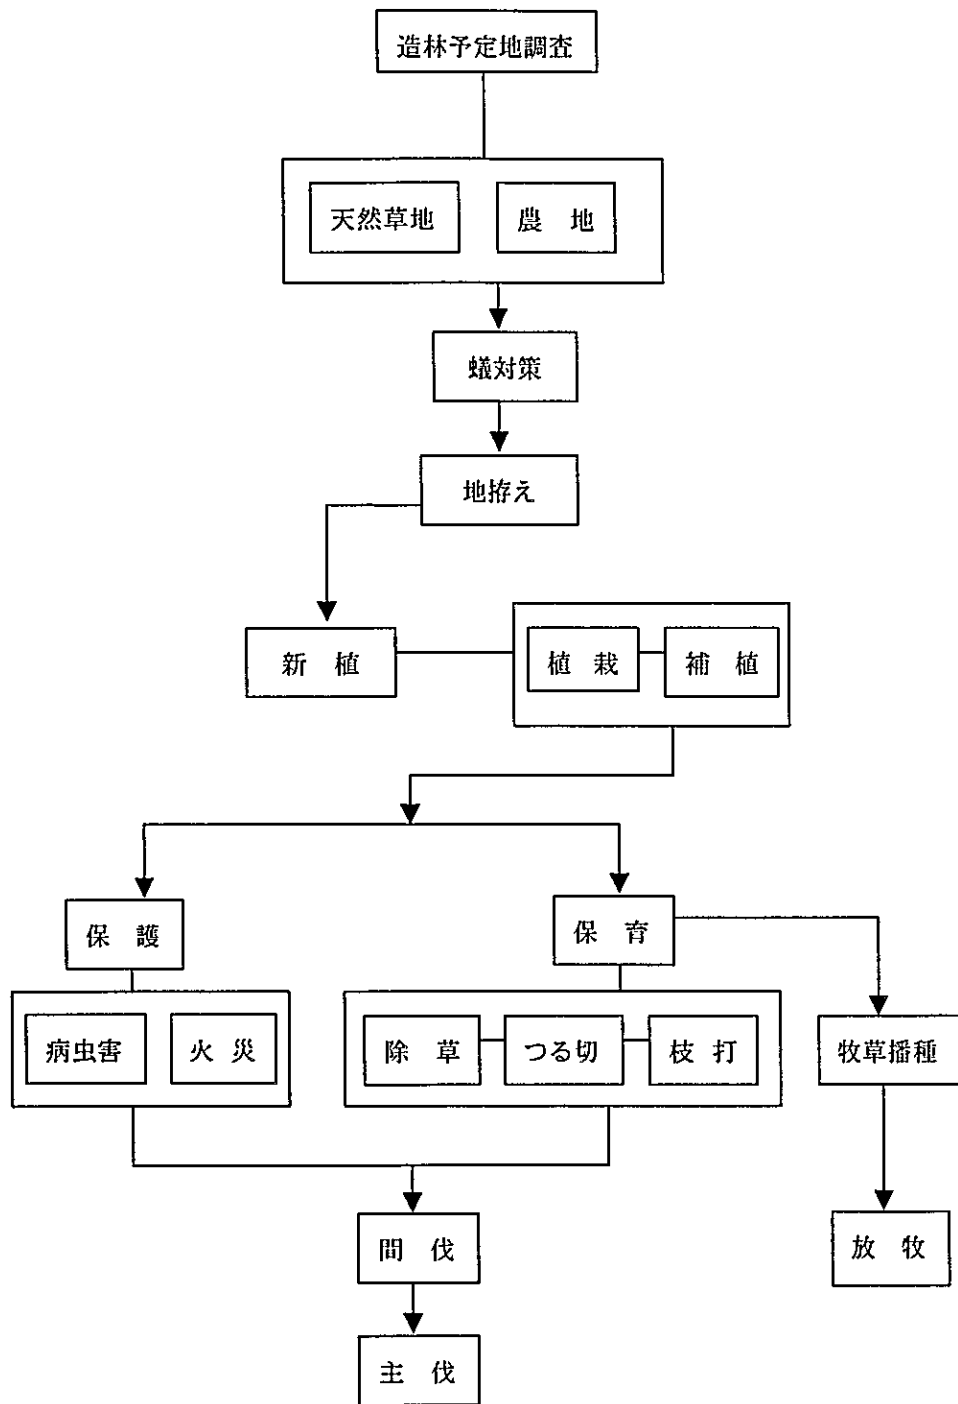 造林予定地調査
天然草地 農 地
蟻対策
地拵え
新 植 植 栽 補 植
保 護 保 育
病虫害 火 災 除 草 つる切 枝 打 牧草播種
間 伐 放 牧
主 伐